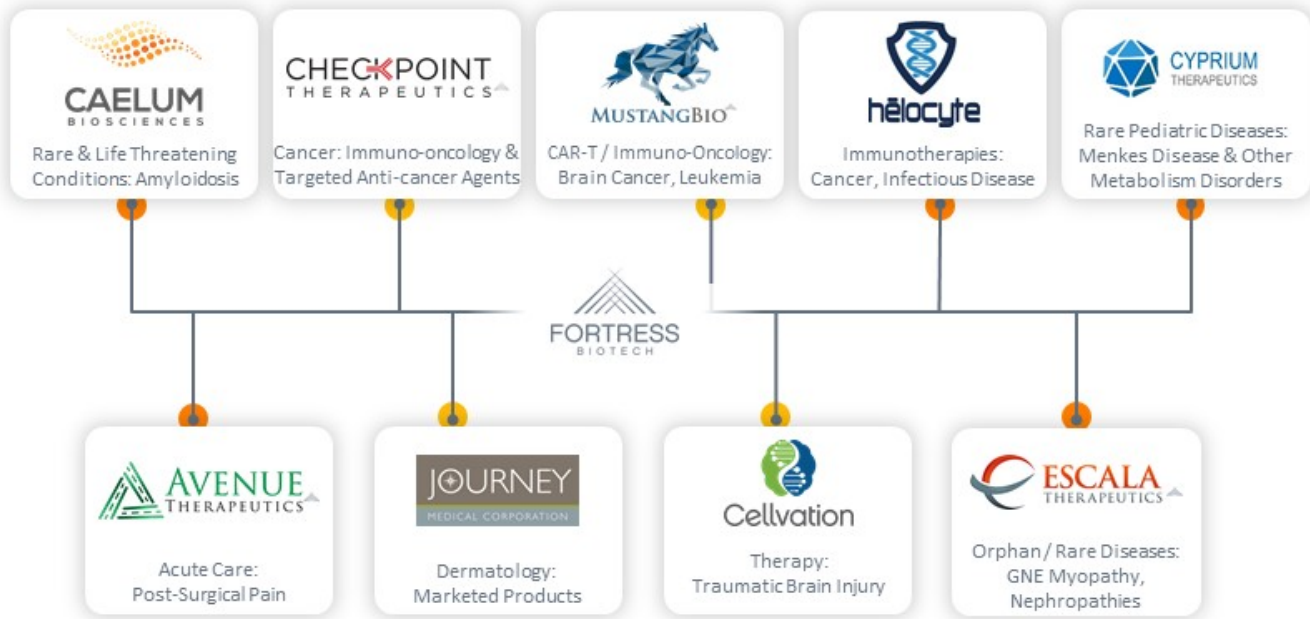 CAELUM
BIOSCIENCES
Rare & Life Threatening
Conditions: Amyloidosis
CHECKPOINT
THERAPEUTICS
Cancer: Immuno-oncology &
Targeted Anti-cancer Agents
MUSTANGBIO
CAR-T / Immuno-Oncology:
Brain Cancer, Leukemia
hēlocyte
Immunotherapies:
Cancer, Infectious Disease
CYPRIUM
THERAPEUTICS
Rare Pediatric Diseases:
Menkes Disease & Other
Metabolism Disorders
FORTRESS
BIOTECH
AVENUE
THERAPEUTICS
Acute Care:
Post-Surgical Pain
JOURNEY
MEDICAL CORPORATION
Dermatology:
Marketed Products
Cellvation
Therapy:
Traumatic Brain Injury
ESCALA
THERAPEUTICS
Orphan / Rare Diseases:
GNE Myopathy,
Nephropathies